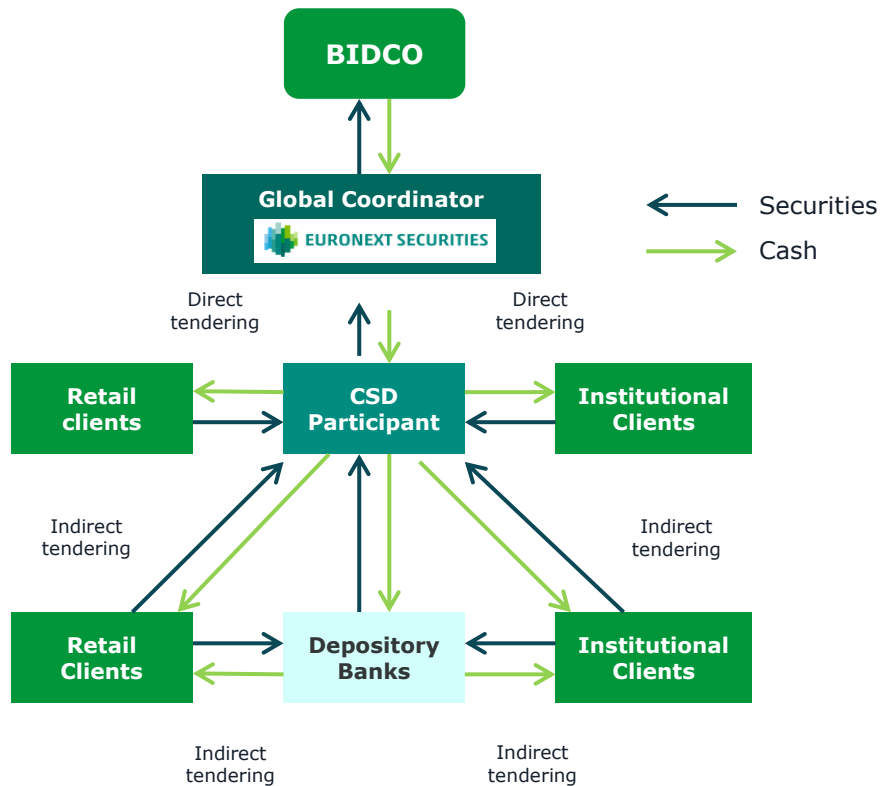 BIDCO
Global Coordinator
EURONEXT SECURITIES
Securities
Cash
Direct
tendering
Direct
tendering
Retail
clients
CSD
Participant
Institutional
Clients
Indirect
tendering
Indirect
tendering
Retail
Clients
Depository
Banks
Institutional
Clients
Indirect
tendering
Indirect
tendering